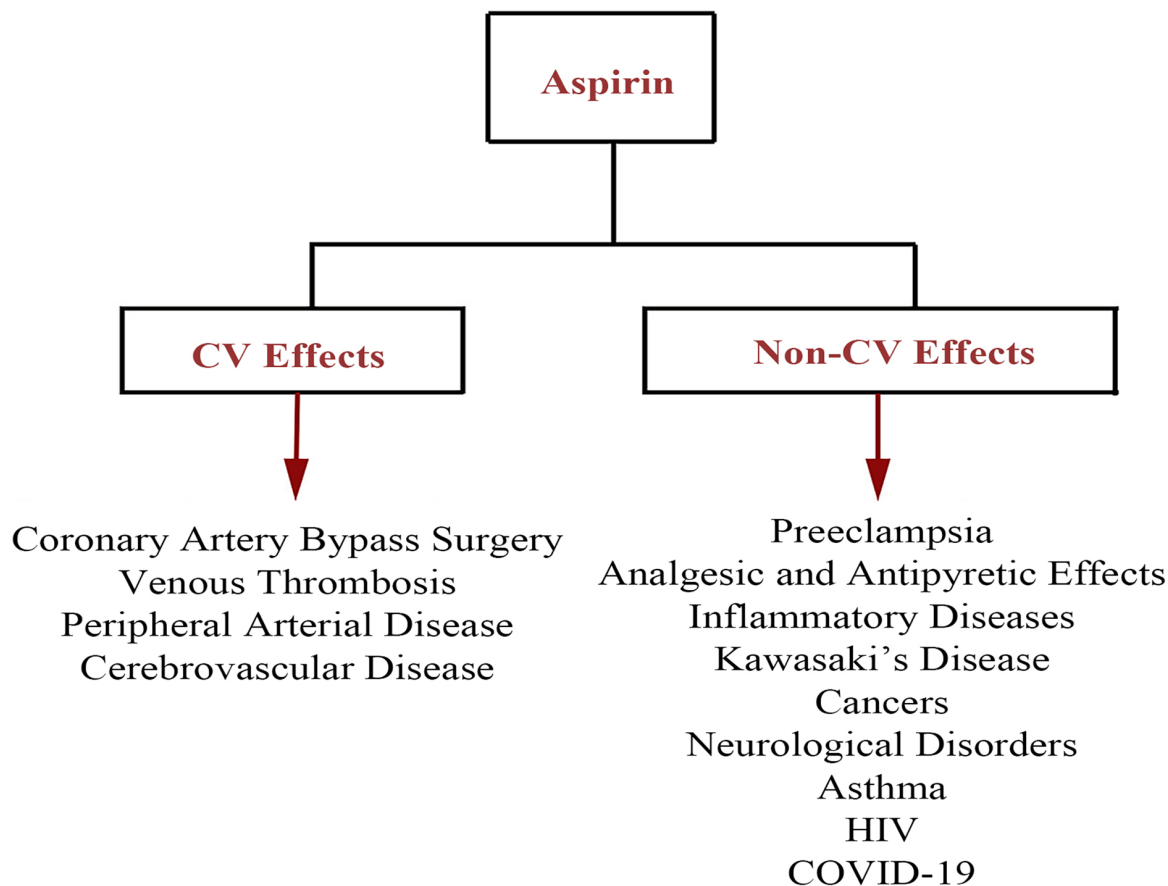 Aspirin
CV Effects
Non-CV Effects
Coronary Artery Bypass Surgery
Venous Thrombosis
Peripheral Arterial Disease
Cerebrovascular Disease
Preeclampsia
Analgesic and Antipyretic Effects
Inflammatory Diseases
Kawasaki’s Disease
Cancers
Neurological Disorders
Asthma
HIV
COVID-19